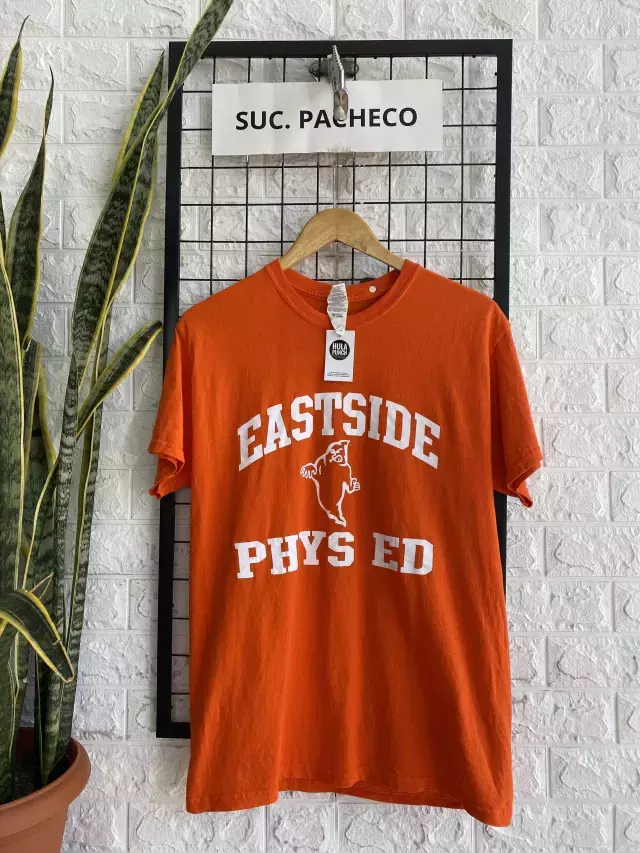 SUC. PACHECO
HULA
PUNCH
EASTSIDE
PHYS ED